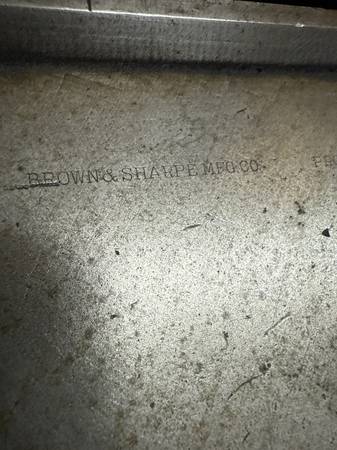 BROWN & SHARPE MFG. CO.